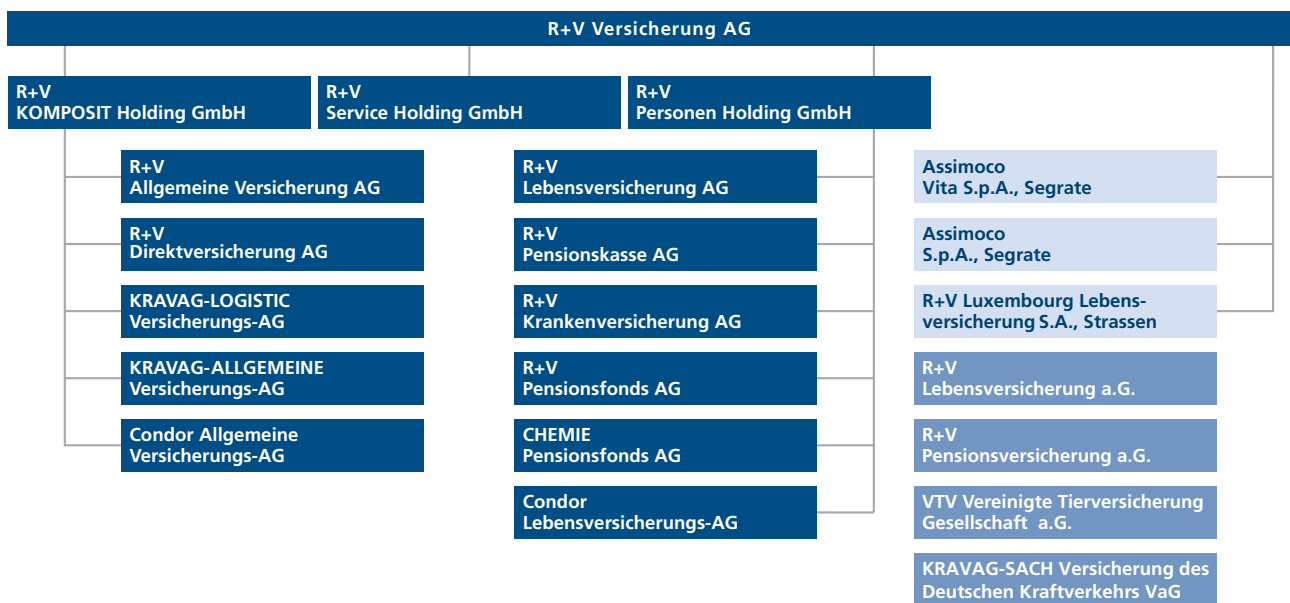 R+V Versicherung AG
R+V
KOMPOSIT Holding GmbH
R+V
Service Holding GmbH
R+V
Personen Holding GmbH
R+V
Allgemeine Versicherung AG
R+V
Direktversicherung AG
KRAVAG-LOGISTIC
Versicherungs-AG
KRAVAG-ALLGEMEINE
Versicherungs-AG
Condor Allgemeine
Versicherungs-AG
R+V
Lebensversicherung AG
R+V
Pensionskasse AG
R+V
Krankenversicherung AG
R+V
Pensionsfonds AG
CHEMIE
Pensionsfonds AG
Condor
Lebensversicherungs-AG
Assimoco
Vita S.p.A., Segrate
Assimoco
S.p.A., Segrate
R+V Luxembourg Lebens-
versicherung S.A., Strassen
R+V
Lebensversicherung a.G.
R+V
Pensionsversicherung a.G.
VTV Vereinigte Tierversicherung
Gesellschaft a.G.
KRAVAG-SACH Versicherung des
Deutschen Kraftverkehrs VaG